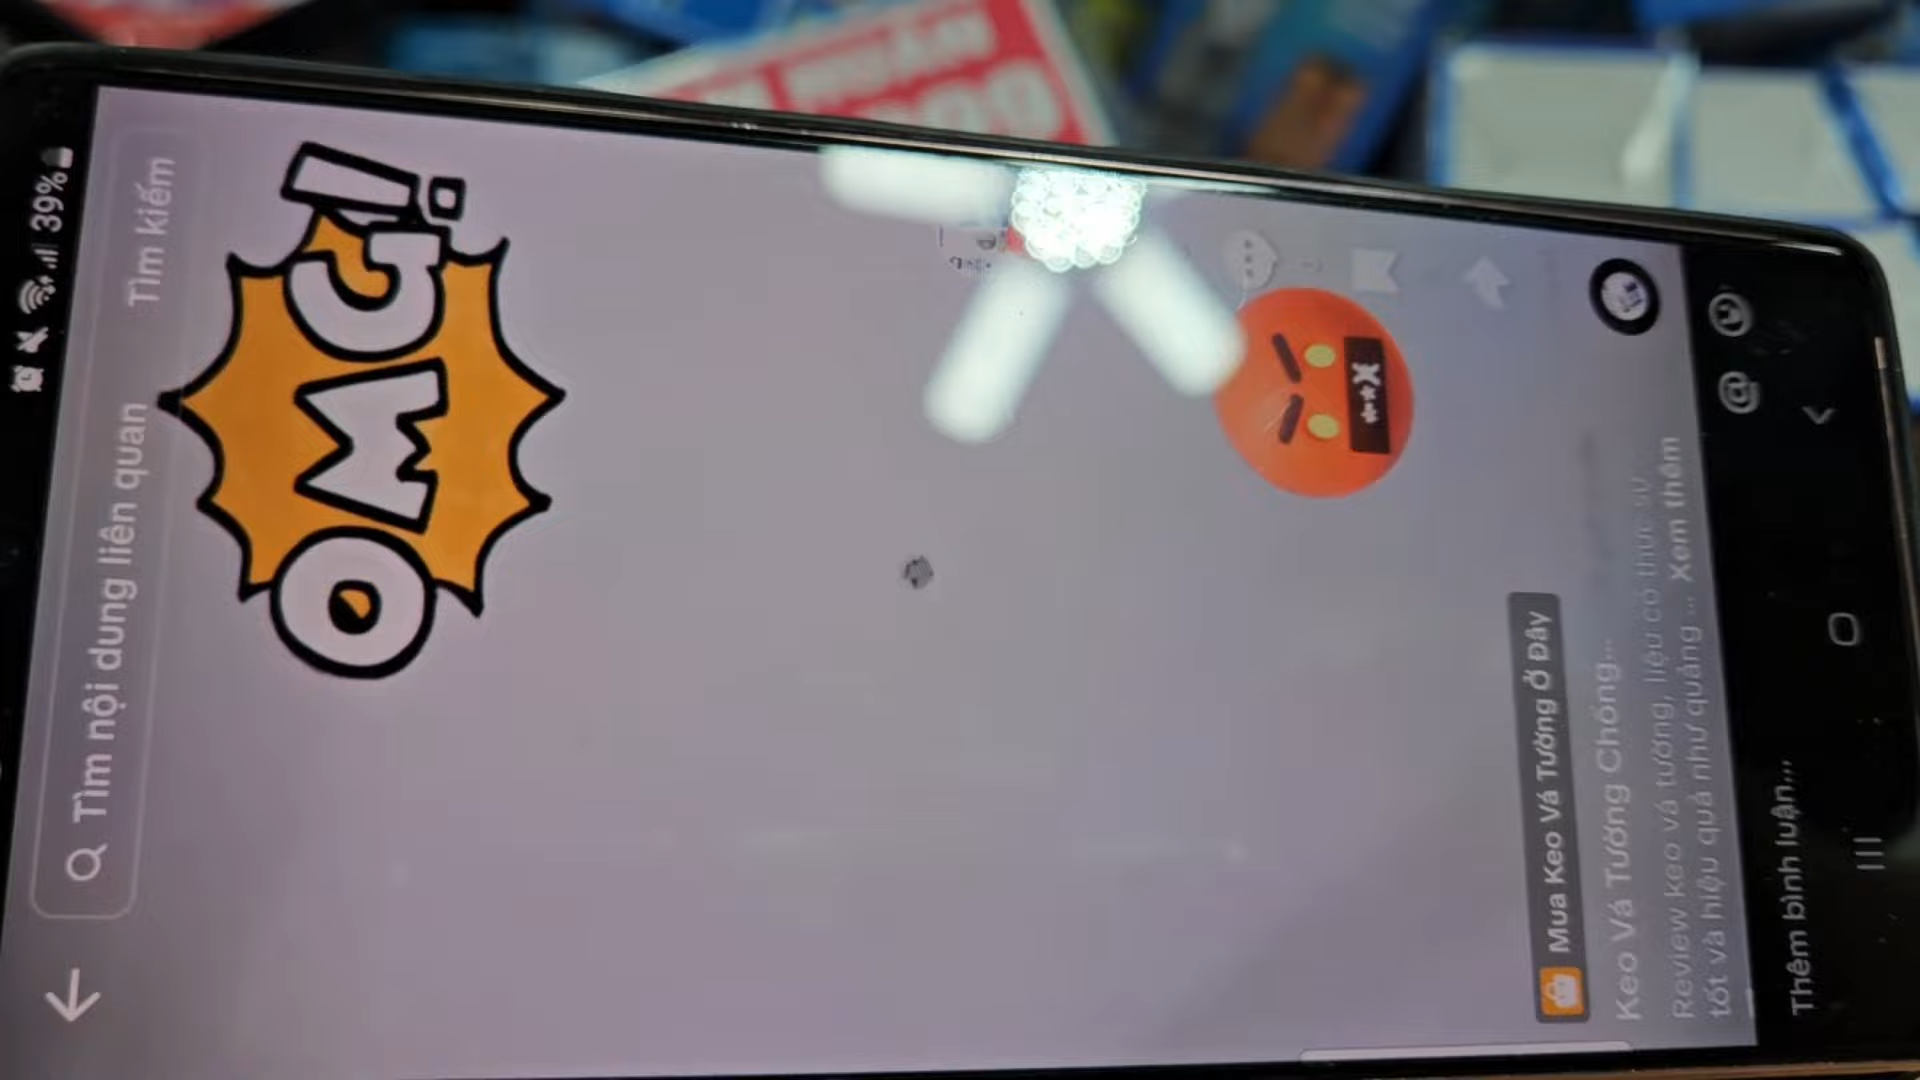 39%
Tìm nội dung liên quan
Tìm kiếm
OMG!
**X
Mua Keo Vá Tường Ở Đây
Keo Vá Tường Chống...
Review keo vá tường, liệu có thực sự
tốt và hiệu quả như quảng ... Xem thêm
Thêm bình luận...
@